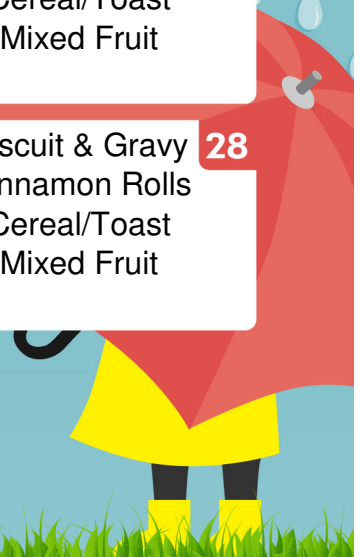 Cereal/Toast
Mixed Fruit
scuit & Gravy 28
nnamon Rolls
Cereal/Toast
Mixed Fruit